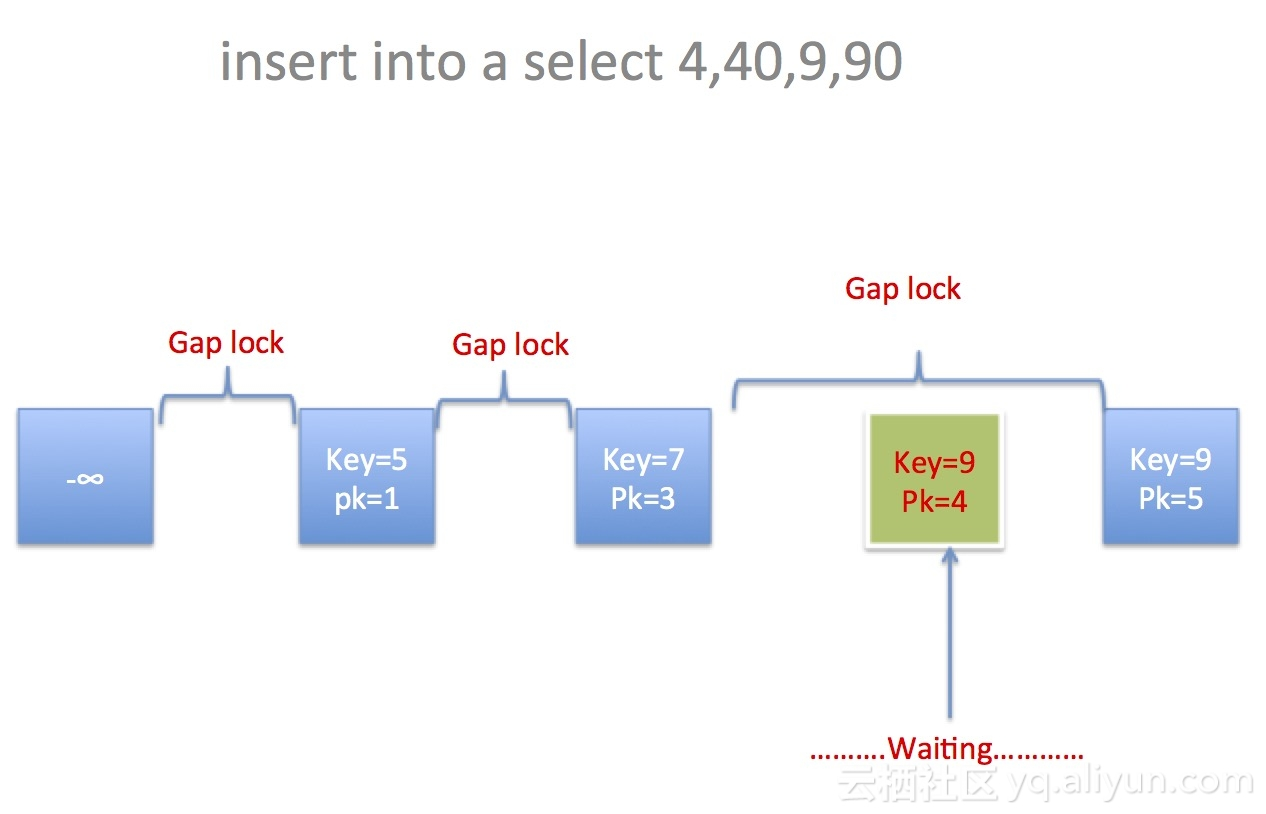 insert into a select 4,40,9,90
Gap lock
Gap lock
Gap lock
-∞
Key=5
pk=1
Key=7
Pk=3
Key=9
Pk=4
Key=9
Pk=5
……….Waiting…………
云栖社区 yq.aliyun.com